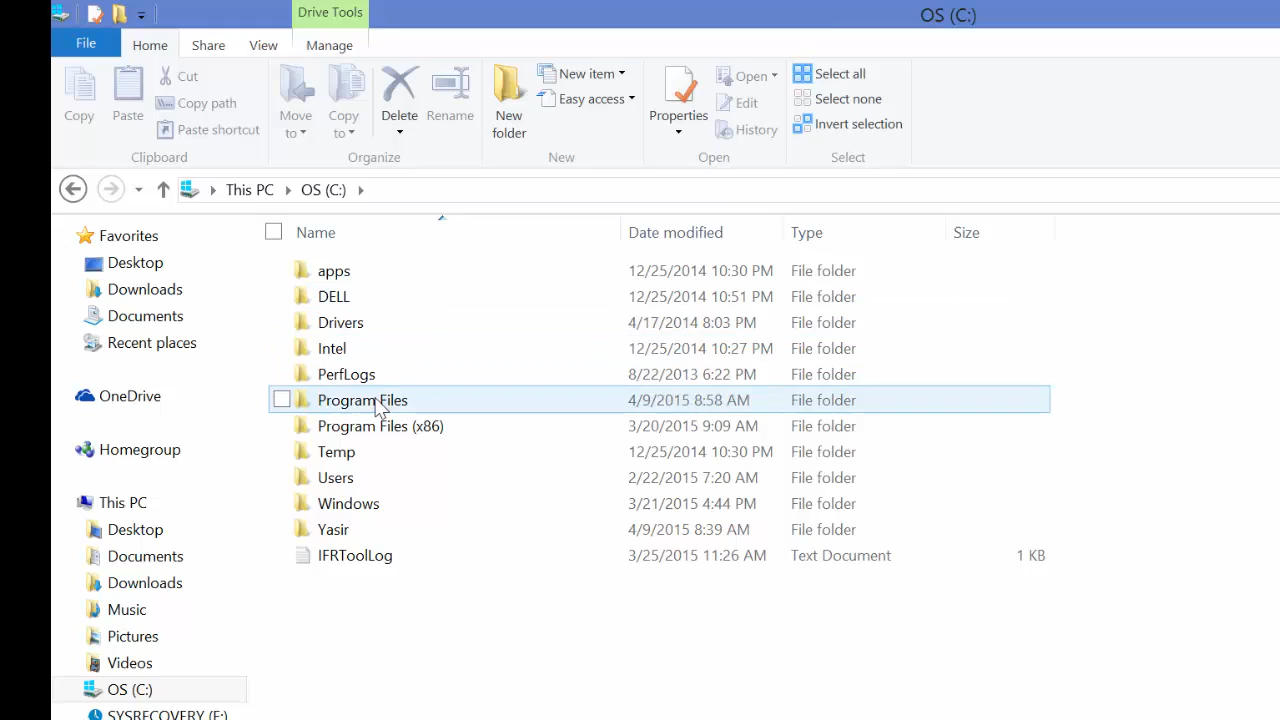 Drive Tools
OS (C:)
File
Home
Share
View
Manage
Copy
Paste
Cut
Copy path
Paste shortcut
Clipboard
Move to
Copy to
Delete
Rename
Organize
New folder
New item
Easy access
New
Properties
Open
Edit
History
Open
Select all
Select none
Invert selection
Select
This PC OS (C:)
Name Date modified Type Size
Favorites
Desktop
Downloads
Documents
Recent places
OneDrive
Homegroup
This PC
Desktop
Documents
Downloads
Music
Pictures
Videos
OS (C:)
SYSRECOVERY (E:)
apps 12/25/2014 10:30 PM File folder
DELL 12/25/2014 10:51 PM File folder
Drivers 4/17/2014 8:03 PM File folder
Intel 12/25/2014 10:27 PM File folder
PerfLogs 8/22/2013 6:22 PM File folder
Program Files 4/9/2015 8:58 AM File folder
Program Files (x86) 3/20/2015 9:09 AM File folder
Temp 12/25/2014 10:30 PM File folder
Users 2/22/2015 7:20 AM File folder
Windows 3/21/2015 4:44 PM File folder
Yasir 4/9/2015 8:39 AM File folder
IFRToolLog 3/25/2015 11:26 AM Text Document 1 KB